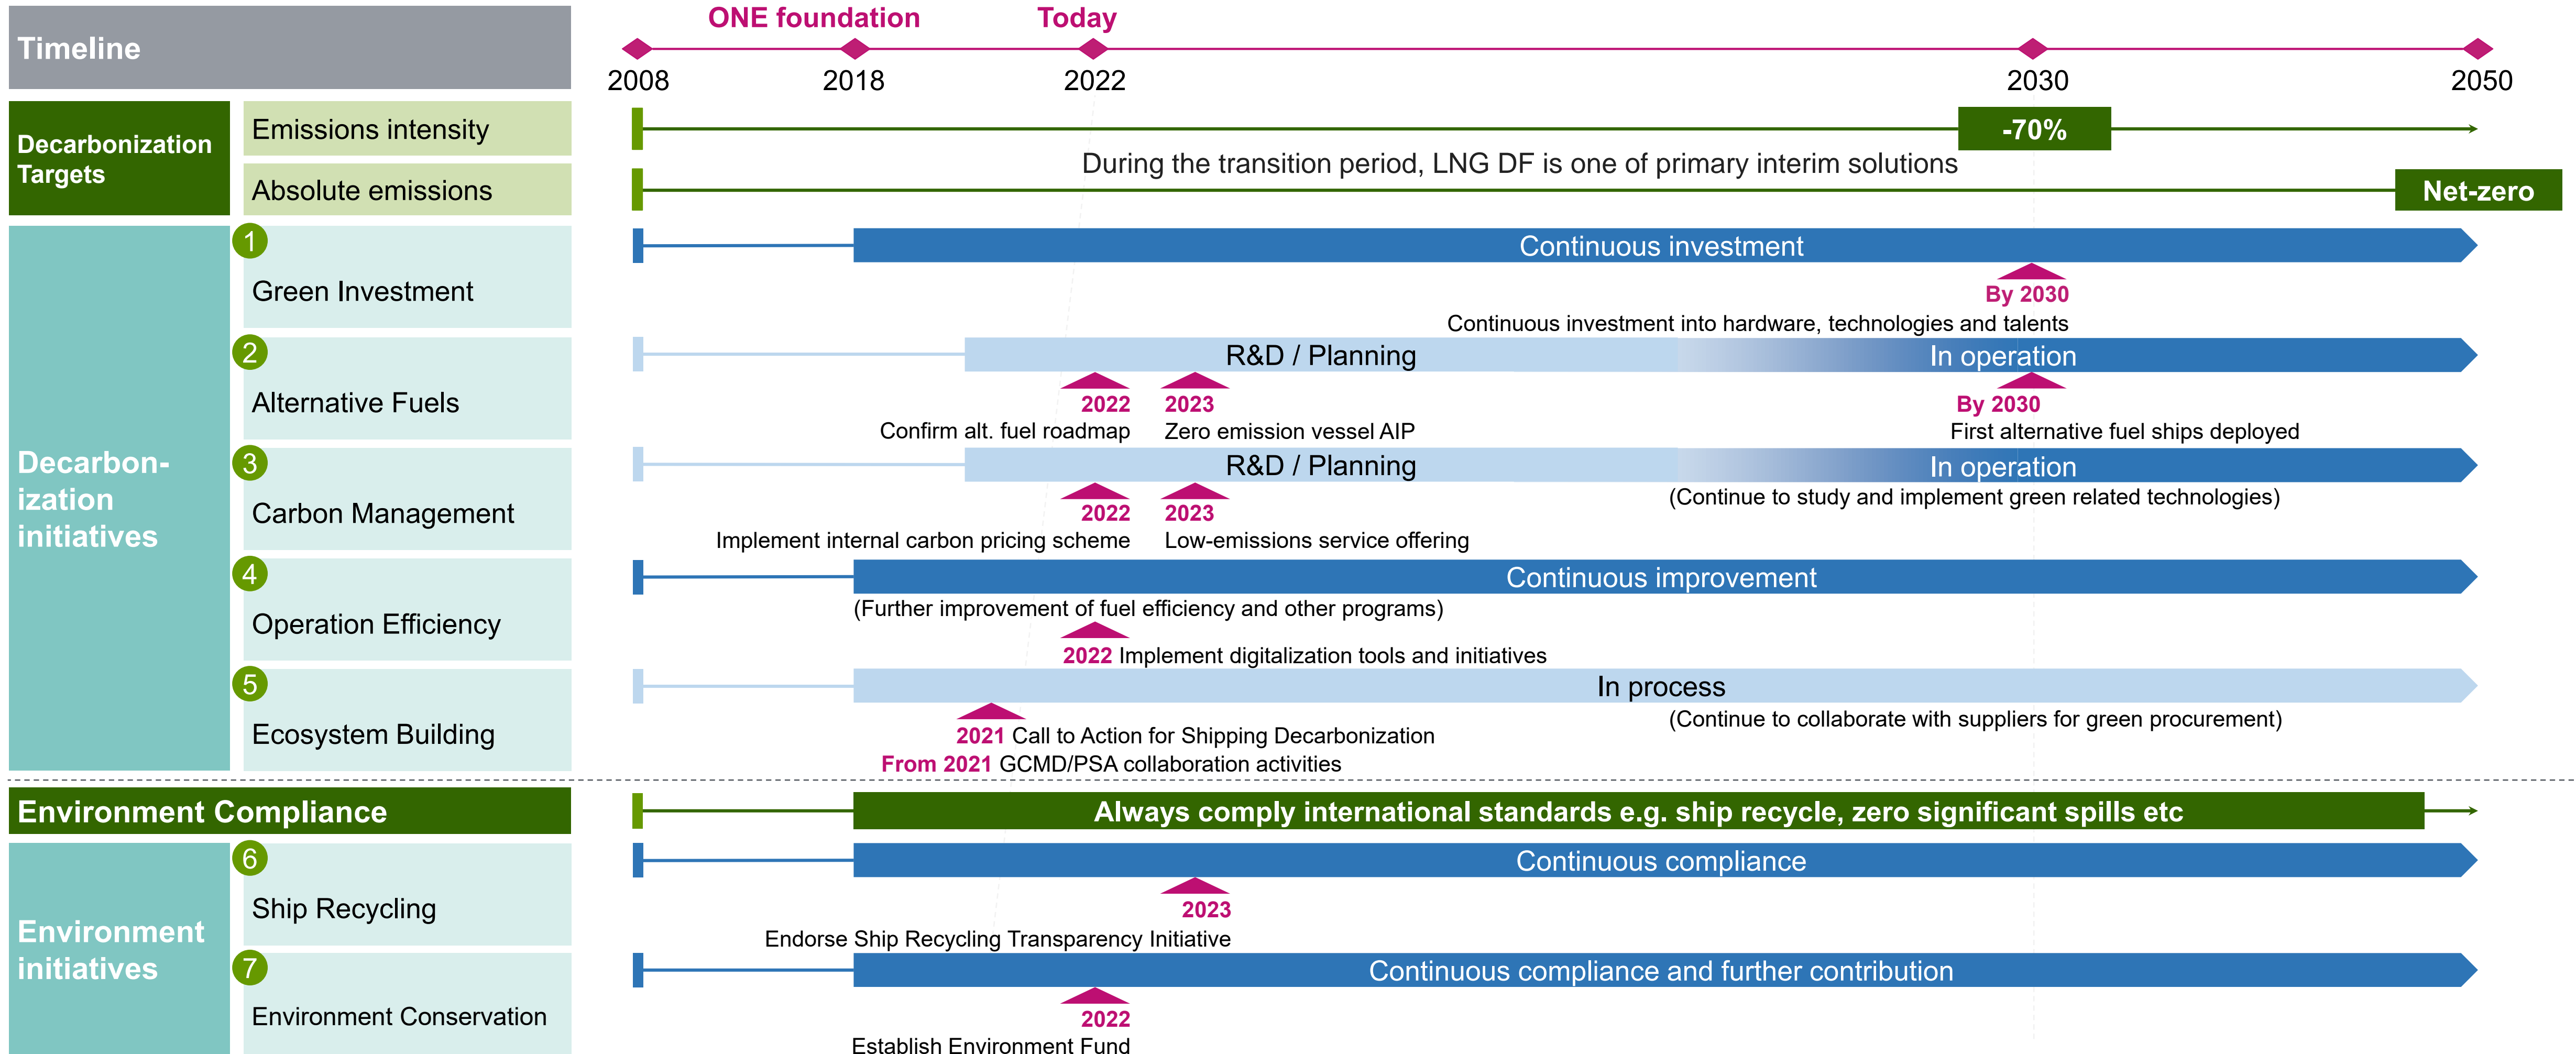 ONE foundation
Today
Timeline
2008
2018
2022
2030
2050
Decarbonization
Targets
Emissions intensity
-70%
During the transition period, LNG DF is one of primary interim solutions
Absolute emissions
Net-zero
Decarbon-
ization
initiatives
1
Green Investment
Continuous investment
By 2030
Continuous investment into hardware, technologies and talents
2
Alternative Fuels
R&D / Planning
In operation
2022
Confirm alt. fuel roadmap
2023
Zero emission vessel AIP
By 2030
First alternative fuel ships deployed
3
Carbon Management
R&D / Planning
In operation
(Continue to study and implement green related technologies)
2022
Implement internal carbon pricing scheme
2023
Low-emissions service offering
4
Operation Efficiency
Continuous improvement
(Further improvement of fuel efficiency and other programs)
2022 Implement digitalization tools and initiatives
5
Ecosystem Building
In process
(Continue to collaborate with suppliers for green procurement)
2021 Call to Action for Shipping Decarbonization
From 2021 GCMD/PSA collaboration activities
Environment Compliance
Always comply international standards e.g. ship recycle, zero significant spills etc
Environment
initiatives
6
Ship Recycling
Continuous compliance
2023
Endorse Ship Recycling Transparency Initiative
7
Environment Conservation
Continuous compliance and further contribution
2022
Establish Environment Fund